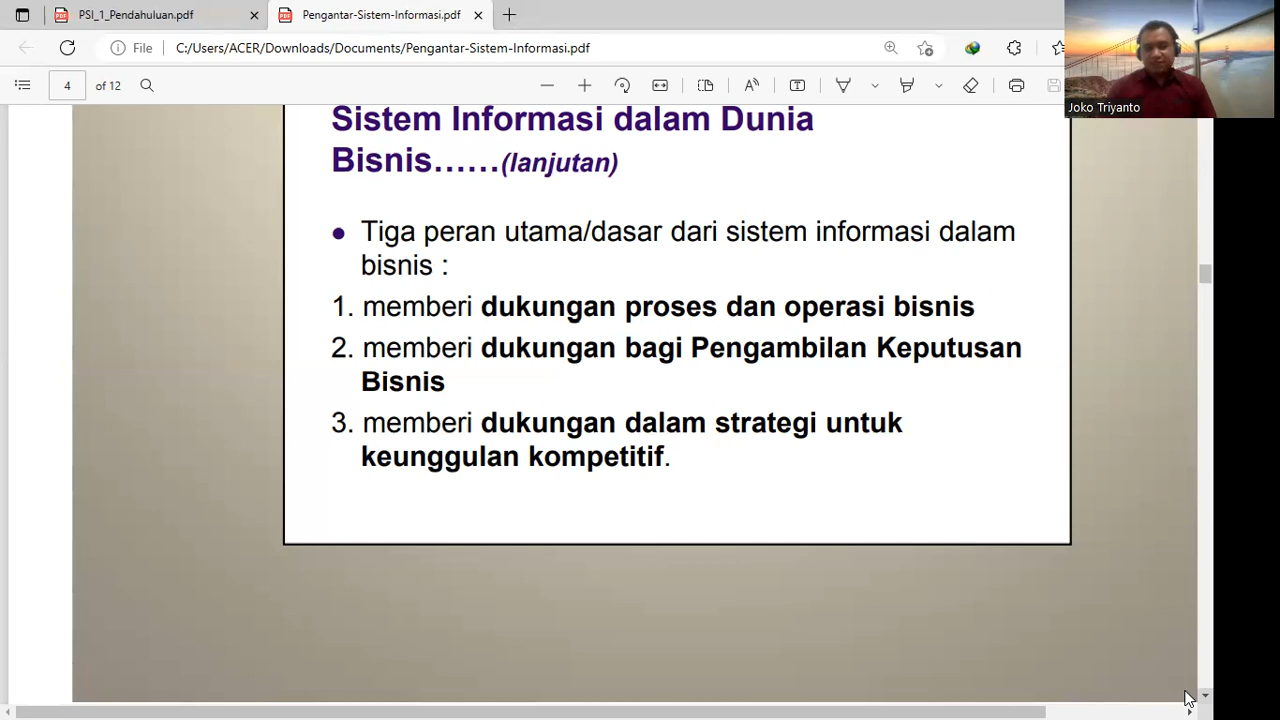 PSI_1_Pendahuluan.pdf
Pengantar-Sistem-Informasi.pdf
File
C:/Users/ACER/Downloads/Documents/Pengantar-Sistem-Informasi.pdf
4 of 12
Joko Triyanto
Sistem Informasi dalam Dunia
Bisnis……(lanjutan)
• Tiga peran utama/dasar dari sistem informasi dalam
bisnis :
1. memberi dukungan proses dan operasi bisnis
2. memberi dukungan bagi Pengambilan Keputusan
Bisnis
3. memberi dukungan dalam strategi untuk
keunggulan kompetitif.